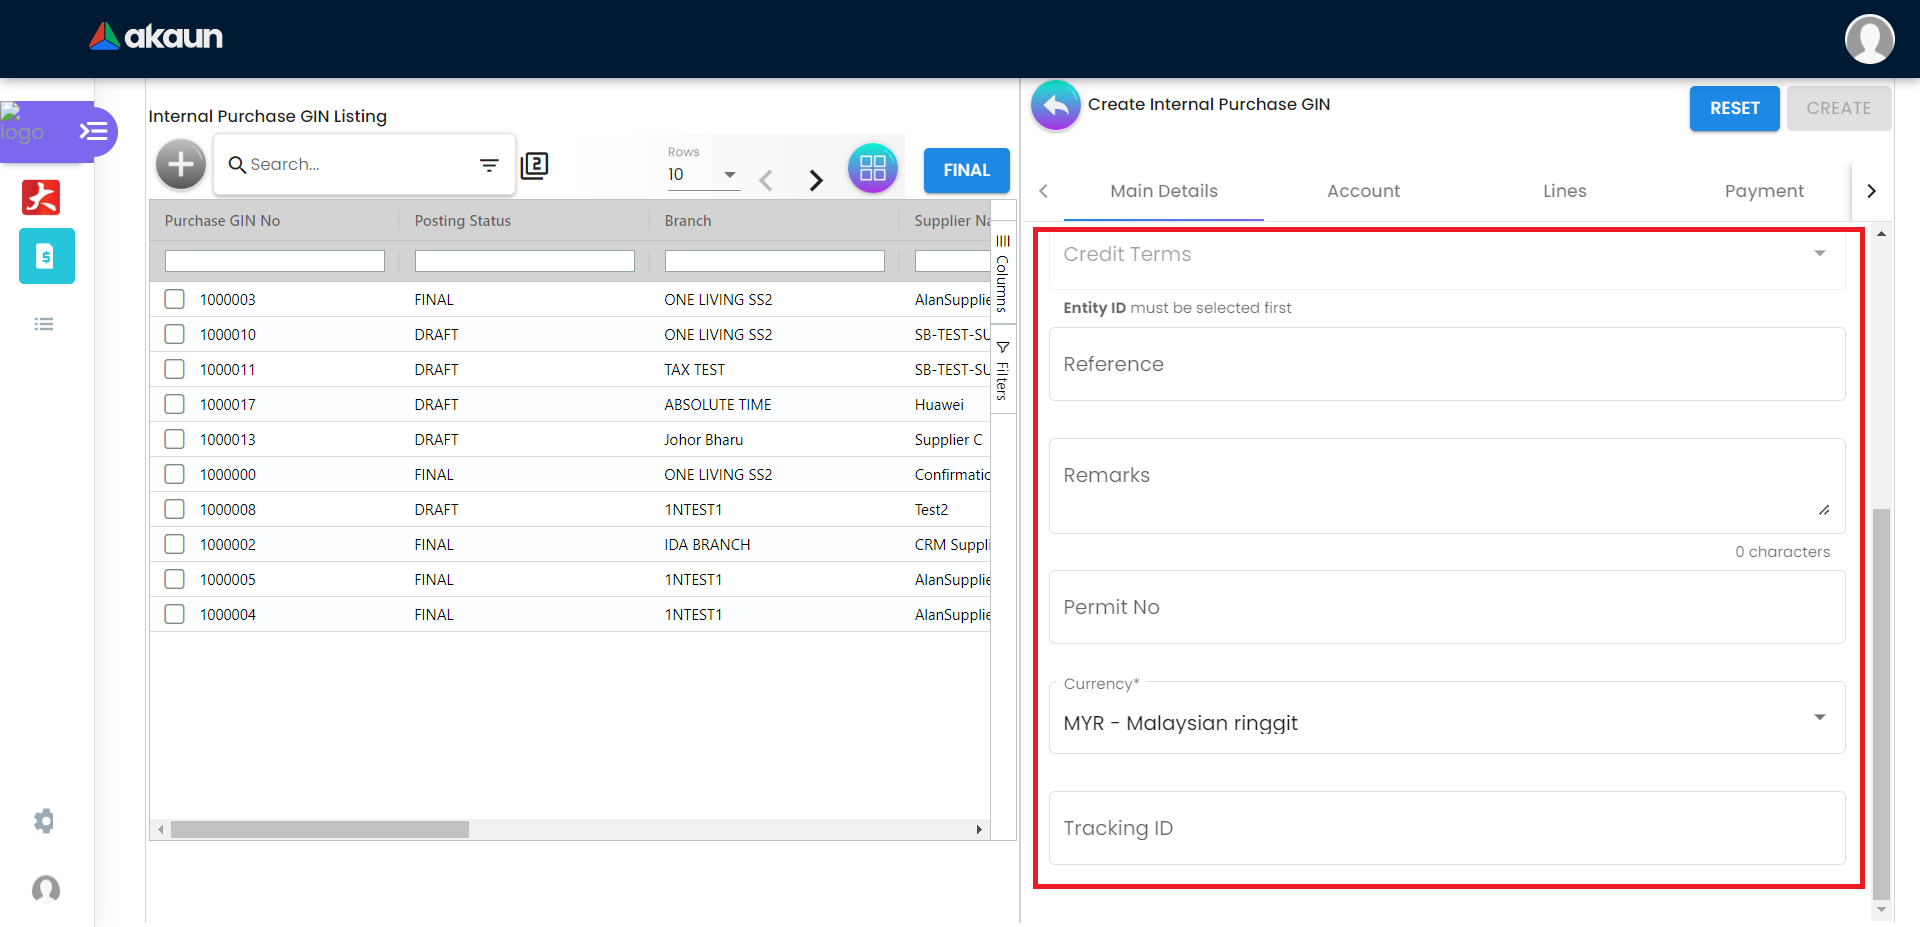 akaun
logo
Internal Purchase GIN Listing
Search...
2
Rows
10
FINAL
Purchase GIN No
Posting Status
Branch
Supplier Na
1000003 FINAL ONE LIVING SS2 AlanSupplie
1000010 DRAFT ONE LIVING SS2 SB-TEST-SU
1000011 DRAFT TAX TEST SB-TEST-SU
1000017 DRAFT ABSOLUTE TIME Huawei
1000013 DRAFT Johor Bharu Supplier C
1000000 FINAL ONE LIVING SS2 Confirmatio
1000008 DRAFT 1NTEST1 Test2
1000002 FINAL IDA BRANCH CRM Suppli
1000005 FINAL 1NTEST1 AlanSupplie
1000004 FINAL 1NTEST1 AlanSupplie
Columns
Filters
Create Internal Purchase GIN
RESET
CREATE
Main Details
Account
Lines
Payment
Credit Terms
Entity ID must be selected first
Reference
Remarks
0 characters
Permit No
Currency*
MYR - Malaysian ringgit
Tracking ID